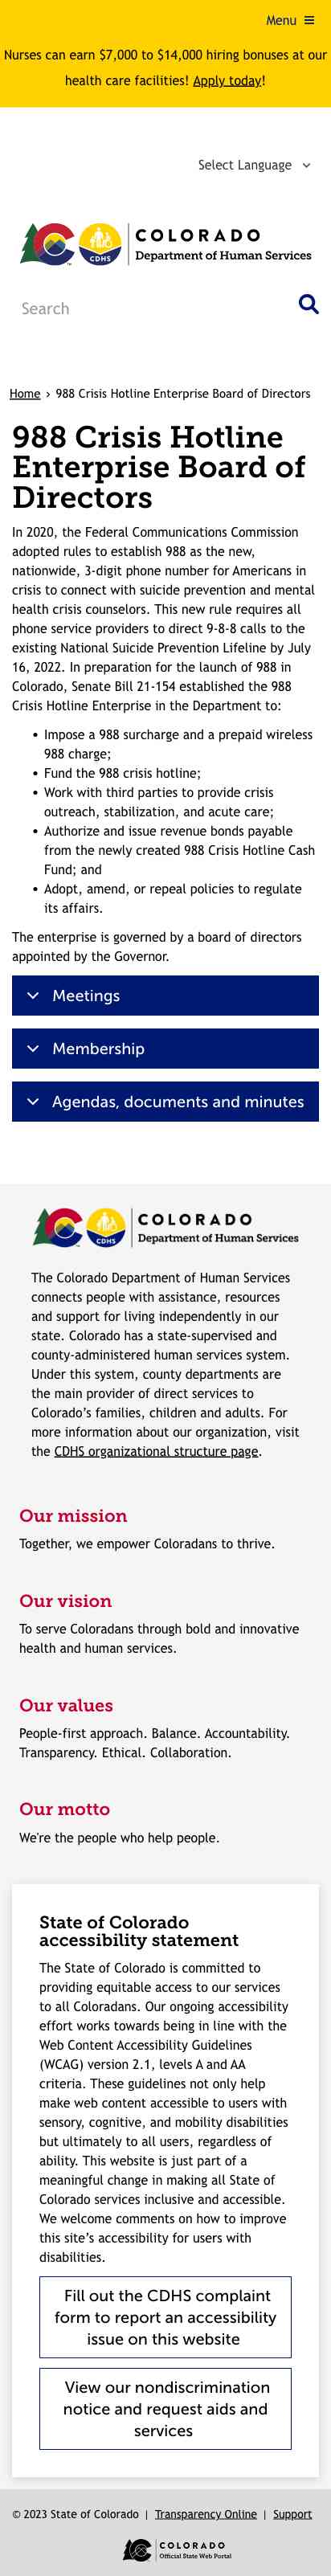 Menu
Nurses can earn $7,000 to $14,000 hiring bonuses at our
health care facilities! Apply today!
Select Language
COLORADO
Department of Human Services
CDHS
Search
Home › 988 Crisis Hotline Enterprise Board of Directors
988 Crisis Hotline
Enterprise Board of
Directors
In 2020, the Federal Communications Commission
adopted rules to establish 988 as the new,
nationwide, 3-digit phone number for Americans in
crisis to connect with suicide prevention and mental
health crisis counselors. This new rule requires all
phone service providers to direct 9-8-8 calls to the
existing National Suicide Prevention Lifeline by July
16, 2022. In preparation for the launch of 988 in
Colorado, Senate Bill 21-154 established the 988
Crisis Hotline Enterprise in the Department to:
• Impose a 988 surcharge and a prepaid wireless
988 charge;
• Fund the 988 crisis hotline;
• Work with third parties to provide crisis
outreach, stabilization, and acute care;
• Authorize and issue revenue bonds payable
from the newly created 988 Crisis Hotline Cash
Fund; and
• Adopt, amend, or repeal policies to regulate
its affairs.
The enterprise is governed by a board of directors
appointed by the Governor.
Meetings
Membership
Agendas, documents and minutes
COLORADO
Department of Human Services
CDHS
The Colorado Department of Human Services
connects people with assistance, resources
and support for living independently in our
state. Colorado has a state-supervised and
county-administered human services system.
Under this system, county departments are
the main provider of direct services to
Colorado’s families, children and adults. For
more information about our organization, visit
the CDHS organizational structure page.
Our mission
Together, we empower Coloradans to thrive.
Our vision
To serve Coloradans through bold and innovative
health and human services.
Our values
People-first approach. Balance. Accountability.
Transparency. Ethical. Collaboration.
Our motto
We're the people who help people.
State of Colorado
accessibility statement
The State of Colorado is committed to
providing equitable access to our services
to all Coloradans. Our ongoing accessibility
effort works towards being in line with the
Web Content Accessibility Guidelines
(WCAG) version 2.1, levels A and AA
criteria. These guidelines not only help
make web content accessible to users with
sensory, cognitive, and mobility disabilities
but ultimately to all users, regardless of
ability. This website is just part of a
meaningful change in making all State of
Colorado services inclusive and accessible.
We welcome comments on how to improve
this site’s accessibility for users with
disabilities.
Fill out the CDHS complaint
form to report an accessibility
issue on this website
View our nondiscrimination
notice and request aids and
services
© 2023 State of Colorado | Transparency Online | Support
COLORADO
Official State Web Portal